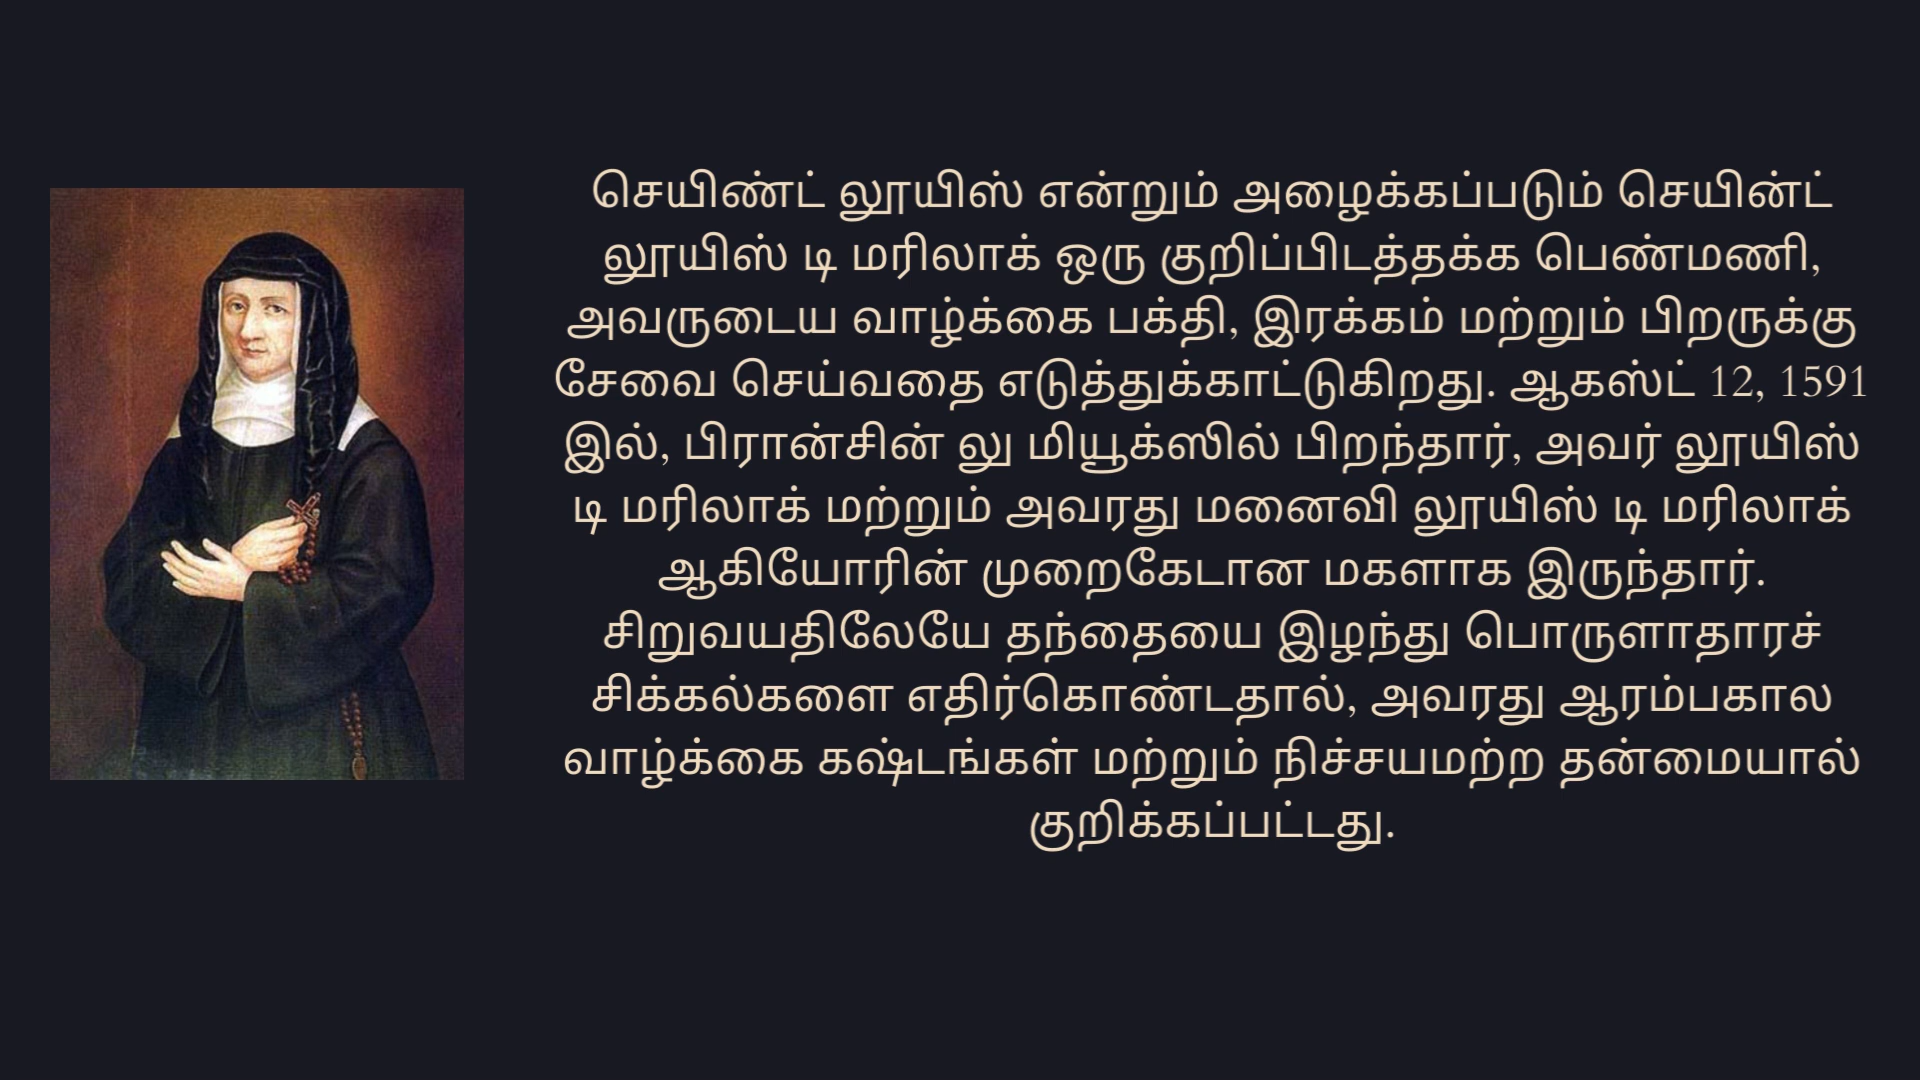 செயிண்ட் லூயிஸ் என்றும் அழைக்கப்படும் செயின்ட்
லூயிஸ் டி மரிலாக் ஒரு குறிப்பிடத்தக்க பெண்மணி,
அவருடைய வாழ்க்கை பக்தி, இரக்கம் மற்றும் பிறருக்கு
சேவை செய்வதை எடுத்துக்காட்டுகிறது. ஆகஸ்ட் 12, 1591
இல், பிரான்சின் லு மியூக்ஸில் பிறந்தார், அவர் லூயிஸ்
டி மரிலாக் மற்றும் அவரது மனைவி லூயிஸ் டி மரிலாக்
ஆகியோரின் முறைகேடான மகளாக இருந்தார்.
சிறுவயதிலேயே தந்தையை இழந்து பொருளாதாரச்
சிக்கல்களை எதிர்கொண்டதால், அவரது ஆரம்பகால
வாழ்க்கை கஷ்டங்கள் மற்றும் நிச்சயமற்ற தன்மையால்
குறிக்கப்பட்டது.